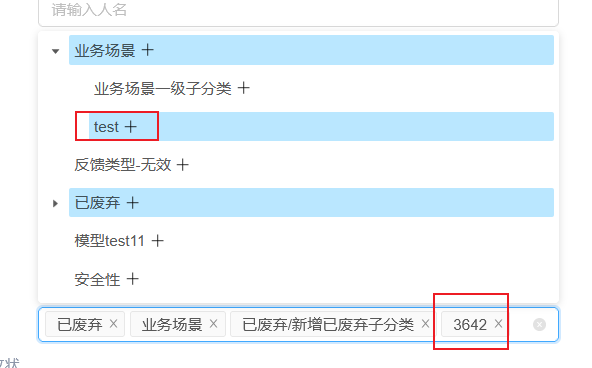 请输入人名
业务场景 +
业务场景一级子分类 +
test +
反馈类型-无效 +
已废弃 +
模型test11 +
安全性 +
已废弃 × 业务场景 × 已废弃/新增已废弃子分类 × 3642 ×